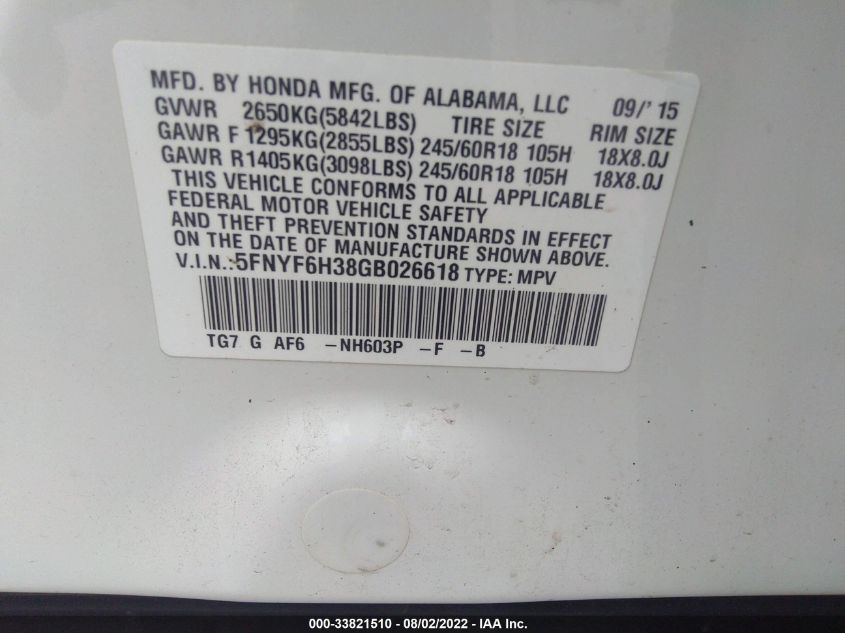 MFD. BY HONDA MFG. OF ALABAMA, LLC 09/' 15
GVWR 2650KG(5842LBS) TIRE SIZE RIM SIZE
GAWR F 1295KG(2855LBS) 245/60R18 105H 18X8.0J
GAWR R1405KG(3098LBS) 245/60R18 105H 18X8.0J
THIS VEHICLE CONFORMS TO ALL APPLICABLE
FEDERAL MOTOR VEHICLE SAFETY
AND THEFT PREVENTION STANDARDS IN EFFECT
ON THE DATE OF MANUFACTURE SHOWN ABOVE.
V.I.N.:5FNYF6H38GB026618 TYPE: MPV
TG7 G AF6 -NH603P -F -B
000-33821510 - 08/02/2022 - IAA Inc.